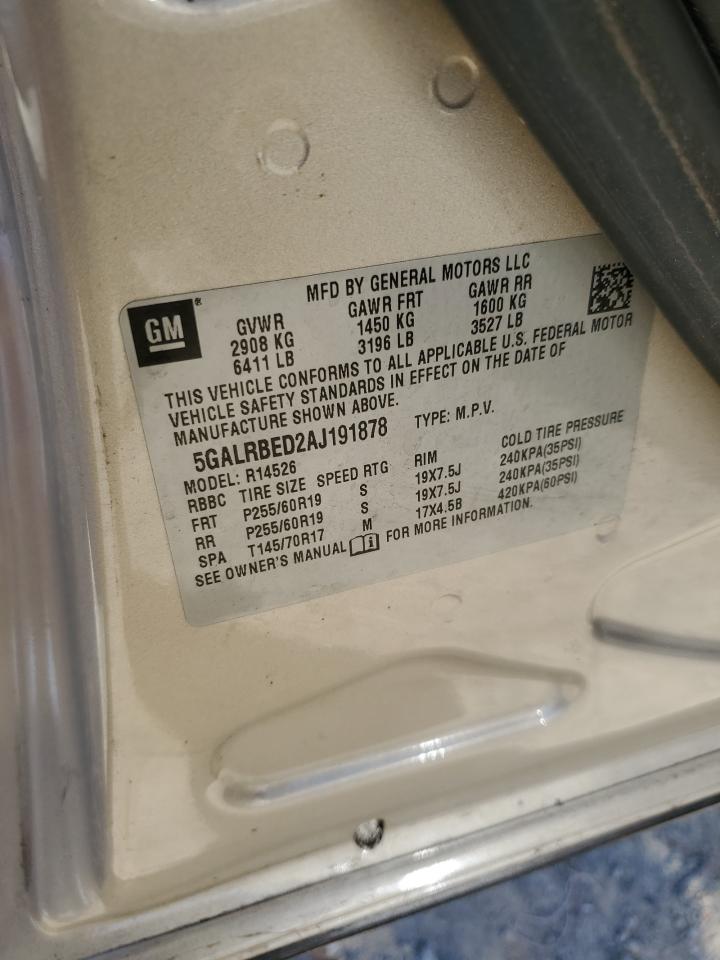 MFD BY GENERAL MOTORS LLC
GM®
GVWR GAWR FRT GAWR RR
2908 KG 1450 KG 1600 KG
6411 LB 3196 LB 3527 LB
THIS VEHICLE CONFORMS TO ALL APPLICABLE U.S. FEDERAL MOTOR
VEHICLE SAFETY STANDARDS IN EFFECT ON THE DATE OF
MANUFACTURE SHOWN ABOVE.
5GALRBED2AJ191878 TYPE: M.P.V.
MODEL: R14526
RBBC TIRE SIZE SPEED RTG RIM COLD TIRE PRESSURE
FRT P255/60R19 S 19X7.5J 240KPA(35PSI)
RR P255/60R19 S 19X7.5J 240KPA(35PSI)
SPA T145/70R17 M 17X4.5B 420KPA(60PSI)
SEE OWNER'S MANUAL FOR MORE INFORMATION.